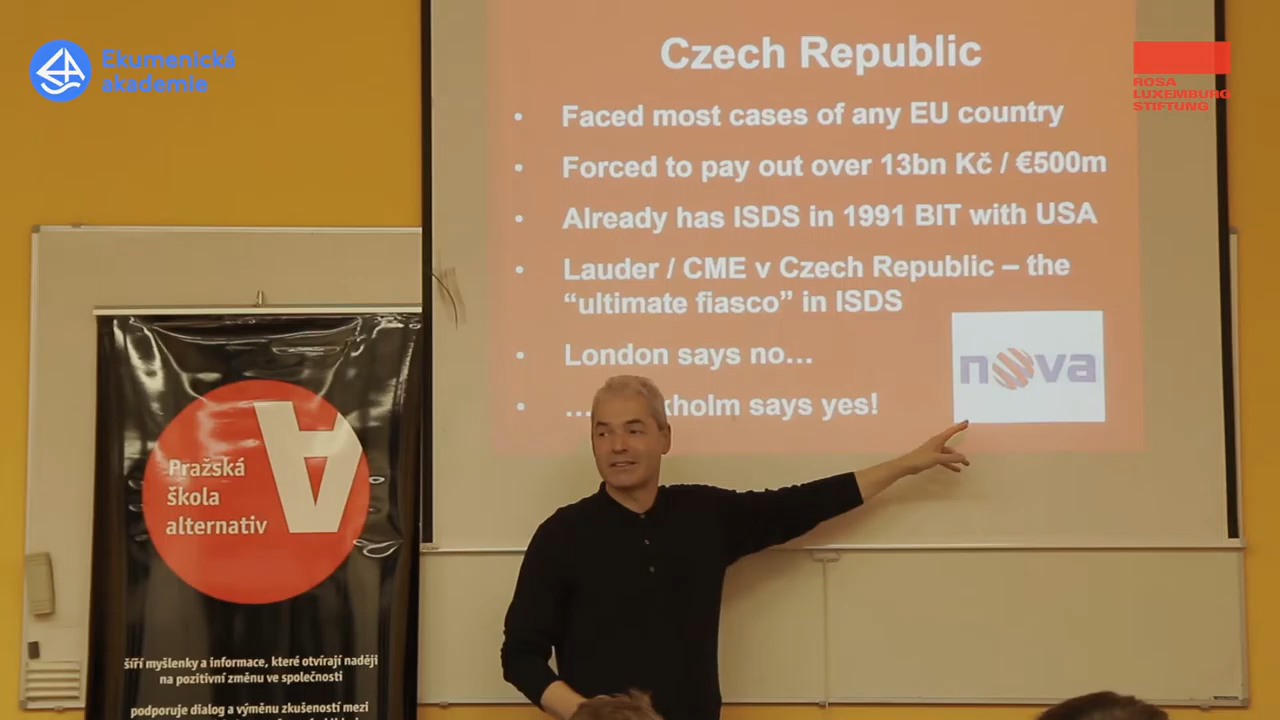 Ekumenická
akademie
ROSA
LUXEMBURG
STIFTUNG
Czech Republic
• Faced most cases of any EU country
• Forced to pay out over 13bn Kč / €500m
• Already has ISDS in 1991 BIT with USA
• Lauder / CME v Czech Republic – the
“ultimate fiasco” in ISDS
• London says no…
• … kholm says yes!
nova
Pražská
škola
alternativ
A
šíří myšlenky a informace, které otvírají naději
na pozitivní změnu ve společnosti
podporuje dialog a výměnu zkušeností mezi